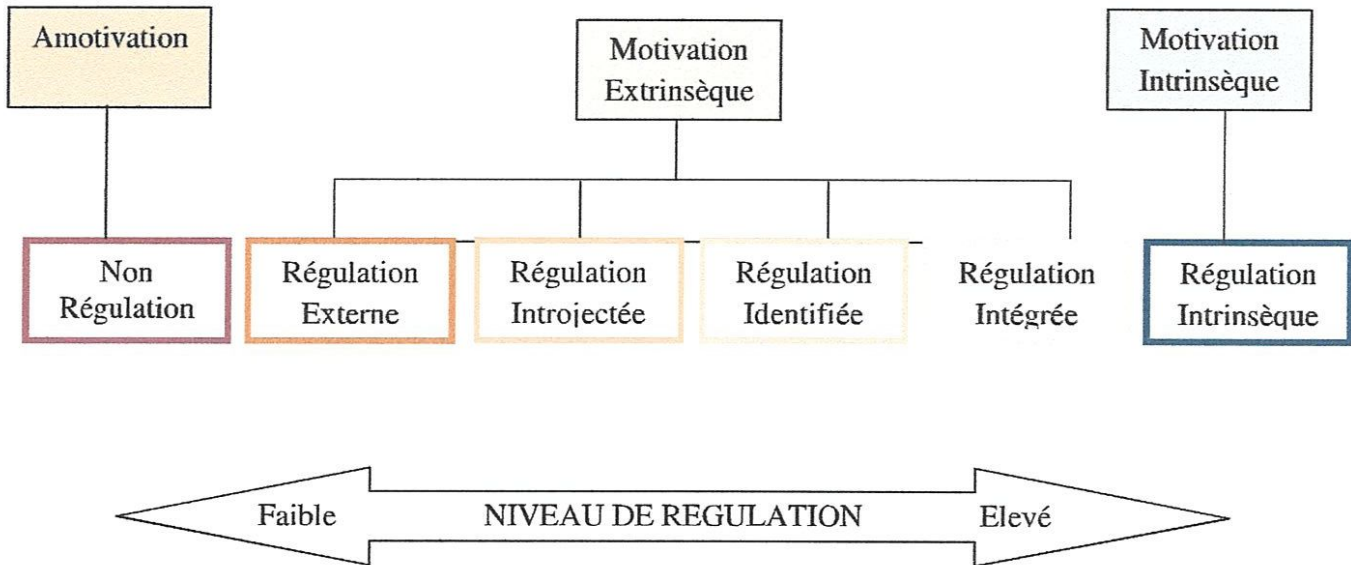 Amotivation
Motivation
Extrinsèque
Motivation
Intrinsèque
Non
Régulation
Régulation
Externe
Régulation
Introjectée
Régulation
Identifiée
Régulation
Intégrée
Régulation
Intrinsèque
Faible
NIVEAU DE REGULATION
Elevé